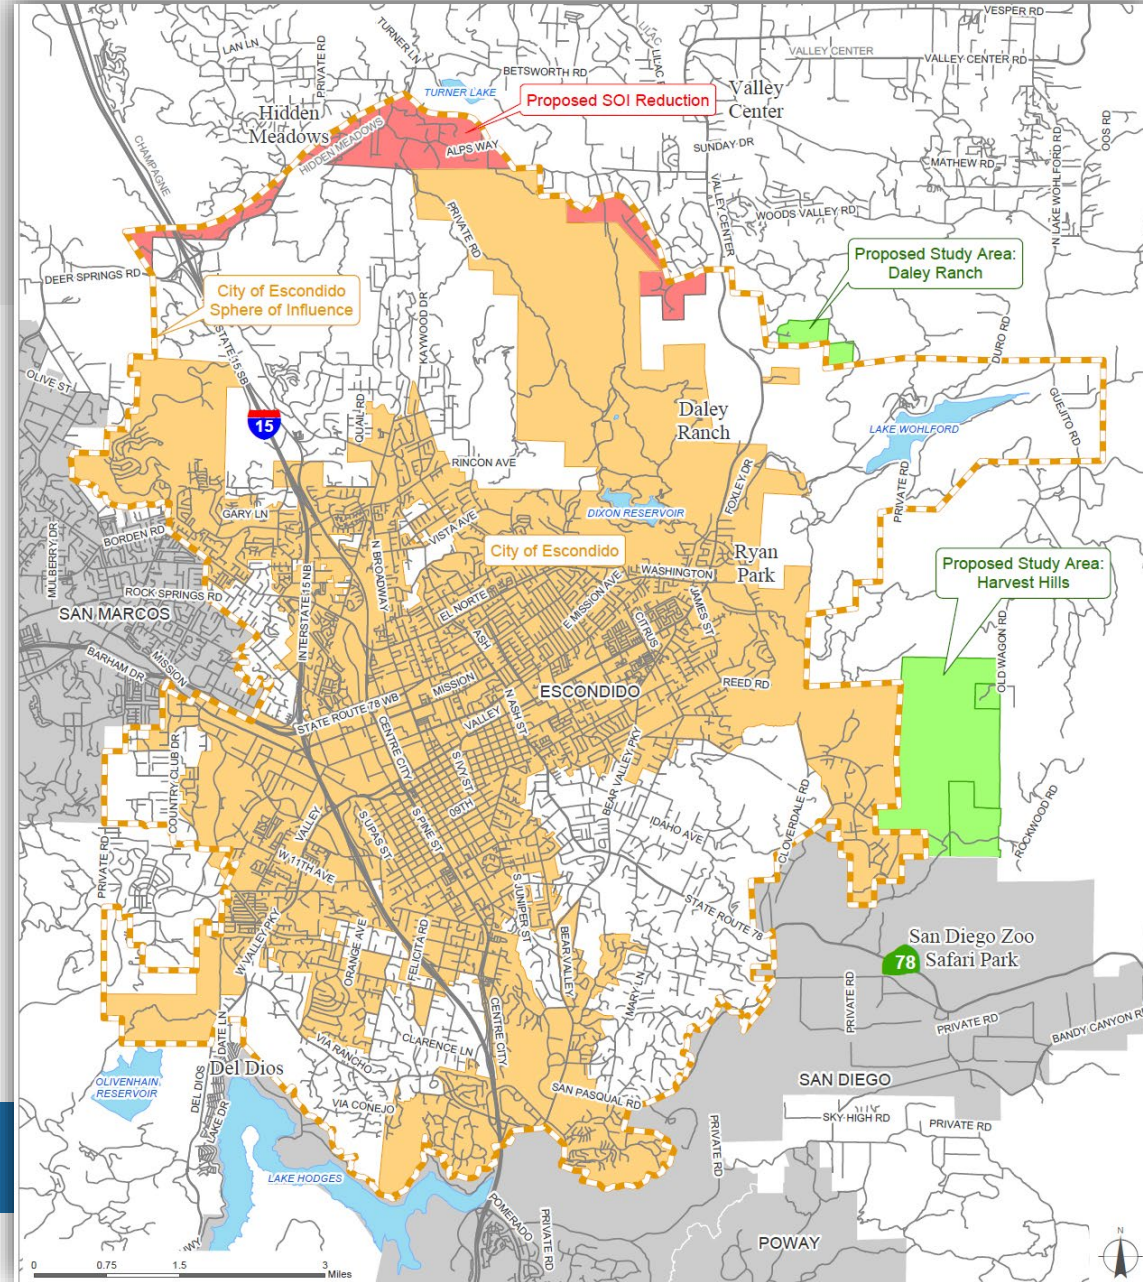 VESPER RD
TURNER LN
LILAC
LAN LN
PRIVATE RD
VALLEY CENTER
VALLEY CENTER RD
BETSWORTH RD
TURNER LAKE
Proposed SOI Reduction
Valley
Center
Hidden
Meadows
HIDDEN MEADOWS
ALPS WAY
SUNDAY DR
OOS RD
CHAMPAGNE
MATHEW RD
N LAKE WOHLFORD RD
VALLEY CENTER
WOODS VALLEY RD
PRIVATE RD
DEER SPRINGS RD
Proposed Study Area:
Daley Ranch
City of Escondido
Sphere of Influence
KAYWOOD DR
STATE 15 SB
DURO RD
OLIVE ST
GUEJITO RD
QUAIL RD
Daley
Ranch
15
LAKE WOHLFORD
RINCON AVE
FOXLEY DR
PRIVATE RD
DIXON RESERVOIR
GARY LN
VISTA AVE
MULBERRY DR
BORDEN RD
N BROADWAY
City of Escondido
Ryan
Park
Proposed Study Area:
Harvest Hills
WASHINGTON
ROCK SPRINGS RD
INTERSTATE 15 NB
EL NORTE
E MISSION AVE
JAMES ST
SAN MARCOS
ASH
CITRUS
OLD WAGON RD
BARHAM DR
MISSION
STATE ROUTE 78 WB
MISSION
ESCONDIDO
REED RD
COUNTRY CLUB DR
CENTRE CITY
VALLEY
N ASH ST
BEAR VALLEY PKY
S IVY ST
VALLEY
09TH
S UPAS ST
S PINE ST
IDAHO AVE
CLOVERDALE RD
ROCKWOOD RD
PRIVATE RD
W 11TH AVE
S JUNIPER ST
STATE ROUTE 78
W VALLEY PKY
ORANGE AVE
FELICITA RD
BEAR VALLEY
San Diego Zoo
Safari Park
78
MARY LN
PRIVATE RD
PRIVATE RD
BANDY CANYON RD
DATE LN
CENTRE CITY
VIA RANCHO
CLARENCE LN
Del Dios
OLIVENHAIN
RESERVOIR
DEL DIOS
LAKE DR
SAN DIEGO
SAN PASQUAL RD
VIA CONEJO
SKY HIGH RD
PRIVATE RD
PRIVATE RD
LAKE HODGES
POMERADO
PRIVATE RD
POWAY
N
0 0.75 1.5 3
Miles